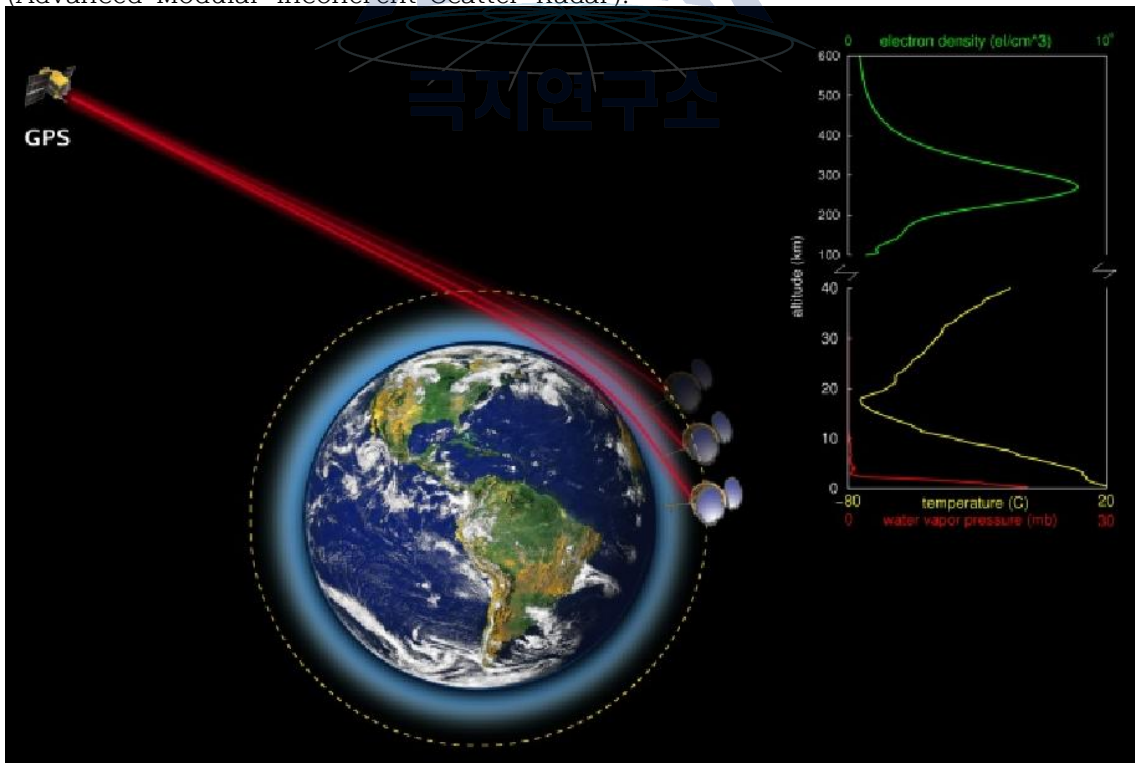 (Advanced Modular Incoherent Scatter Radar).
극지연구소
GPS
0 electron density (el/cm^3)
600
500
400
300
200
100
altitude (km)
40
30
20
10
0
-80 temperature (C) 20
0 water vapor pressure (mb) 30